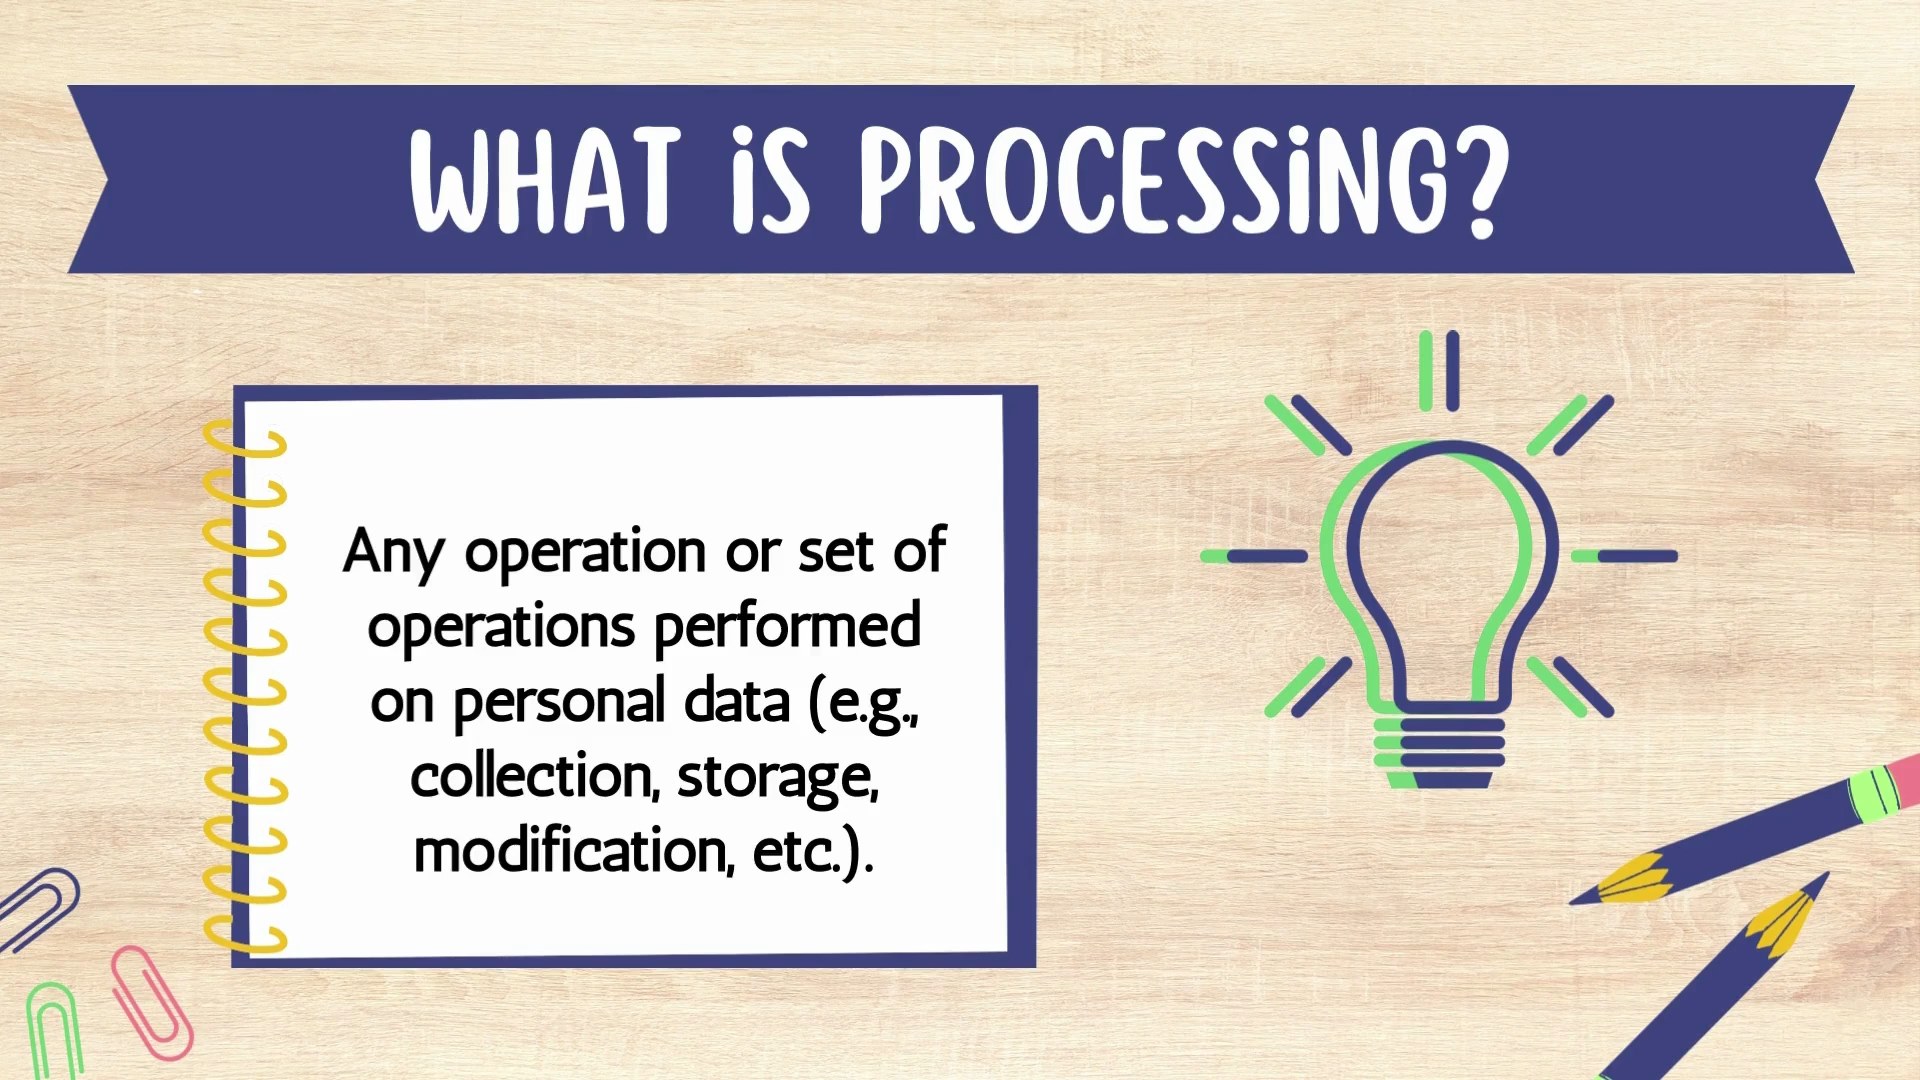 WHAT iS PROCESSiNG?
Any operation or set of
operations performed
on personal data (e.g.,
collection, storage,
modification, etc.).